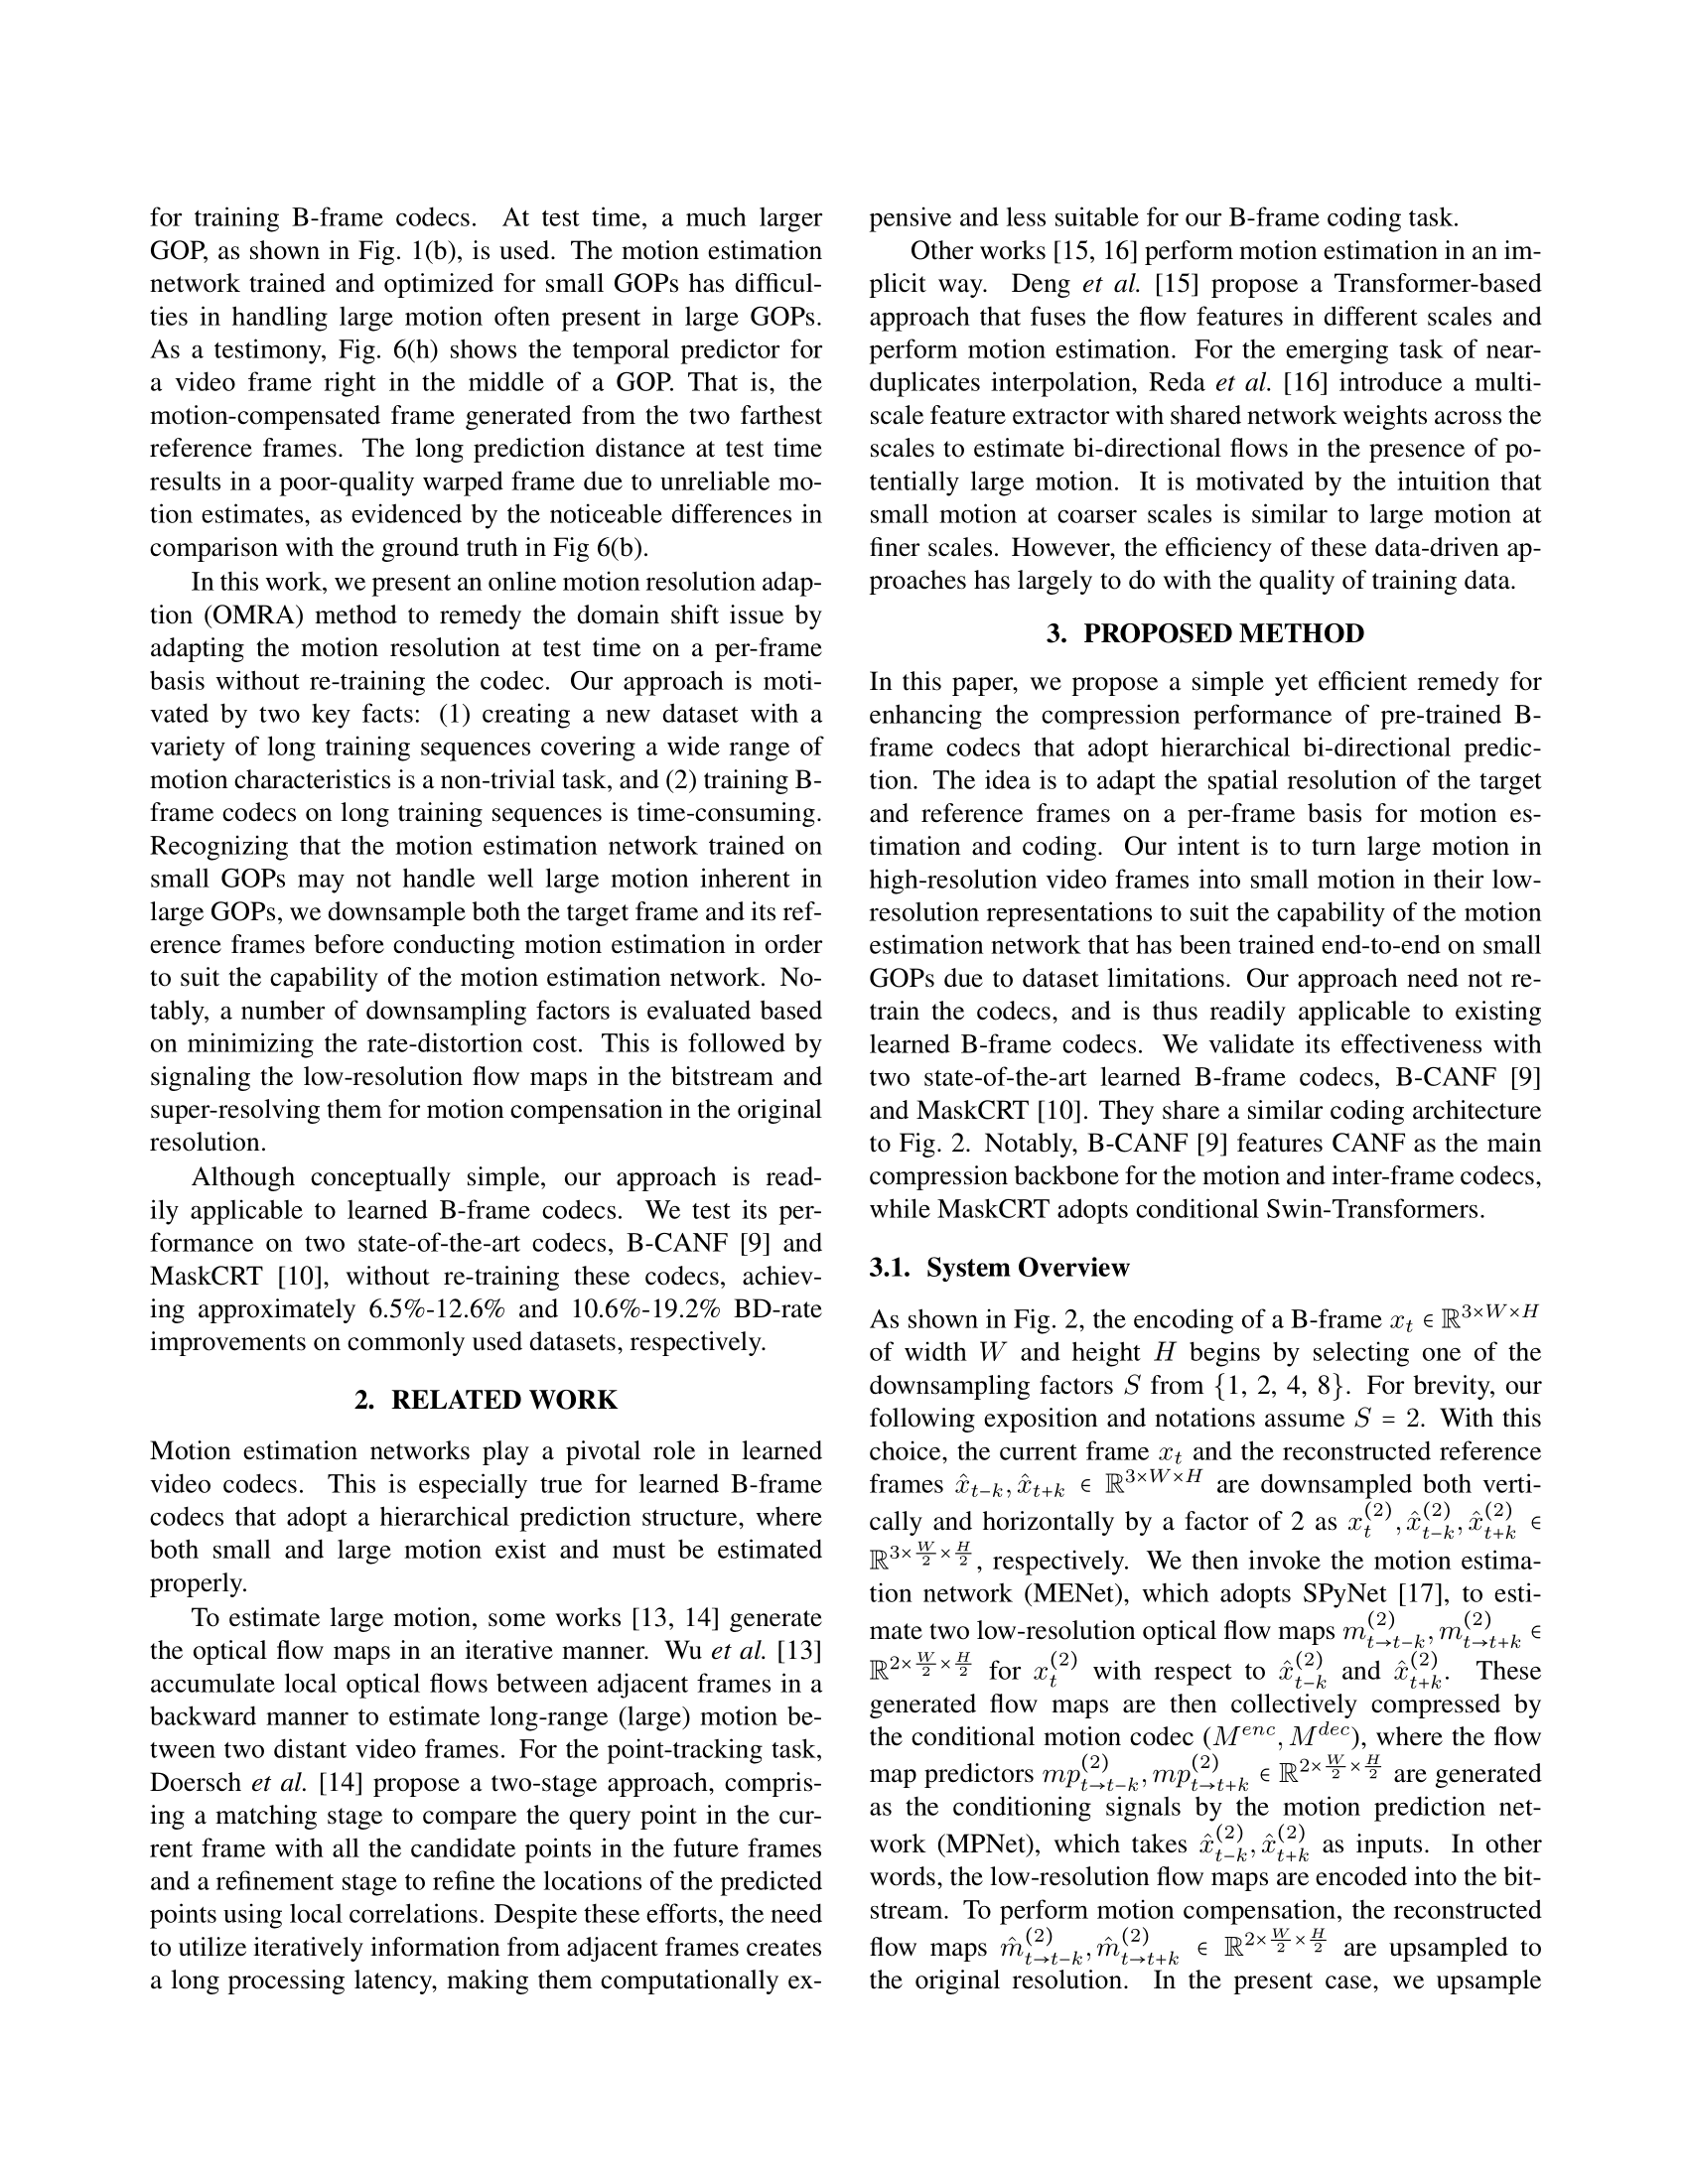 for training B-frame codecs. At test time, a much larger
GOP, as shown in Fig. 1(b), is used. The motion estimation
network trained and optimized for small GOPs has difficul-
ties in handling large motion often present in large GOPs.
As a testimony, Fig. 6(h) shows the temporal predictor for
a video frame right in the middle of a GOP. That is, the
motion-compensated frame generated from the two farthest
reference frames. The long prediction distance at test time
results in a poor-quality warped frame due to unreliable mo-
tion estimates, as evidenced by the noticeable differences in
comparison with the ground truth in Fig 6(b).
In this work, we present an online motion resolution adap-
tion (OMRA) method to remedy the domain shift issue by
adapting the motion resolution at test time on a per-frame
basis without re-training the codec. Our approach is moti-
vated by two key facts: (1) creating a new dataset with a
variety of long training sequences covering a wide range of
motion characteristics is a non-trivial task, and (2) training B-
frame codecs on long training sequences is time-consuming.
Recognizing that the motion estimation network trained on
small GOPs may not handle well large motion inherent in
large GOPs, we downsample both the target frame and its ref-
erence frames before conducting motion estimation in order
to suit the capability of the motion estimation network. No-
tably, a number of downsampling factors is evaluated based
on minimizing the rate-distortion cost. This is followed by
signaling the low-resolution flow maps in the bitstream and
super-resolving them for motion compensation in the original
resolution.
Although conceptually simple, our approach is read-
ily applicable to learned B-frame codecs. We test its per-
formance on two state-of-the-art codecs, B-CANF [9] and
MaskCRT [10], without re-training these codecs, achiev-
ing approximately 6.5%-12.6% and 10.6%-19.2% BD-rate
improvements on commonly used datasets, respectively.
2. RELATED WORK
Motion estimation networks play a pivotal role in learned
video codecs. This is especially true for learned B-frame
codecs that adopt a hierarchical prediction structure, where
both small and large motion exist and must be estimated
properly.
To estimate large motion, some works [13, 14] generate
the optical flow maps in an iterative manner. Wu et al. [13]
accumulate local optical flows between adjacent frames in a
backward manner to estimate long-range (large) motion be-
tween two distant video frames. For the point-tracking task,
Doersch et al. [14] propose a two-stage approach, compris-
ing a matching stage to compare the query point in the cur-
rent frame with all the candidate points in the future frames
and a refinement stage to refine the locations of the predicted
points using local correlations. Despite these efforts, the need
to utilize iteratively information from adjacent frames creates
a long processing latency, making them computationally ex-
pensive and less suitable for our B-frame coding task.
Other works [15, 16] perform motion estimation in an im-
plicit way. Deng et al. [15] propose a Transformer-based
approach that fuses the flow features in different scales and
perform motion estimation. For the emerging task of near-
duplicates interpolation, Reda et al. [16] introduce a multi-
scale feature extractor with shared network weights across the
scales to estimate bi-directional flows in the presence of po-
tentially large motion. It is motivated by the intuition that
small motion at coarser scales is similar to large motion at
finer scales. However, the efficiency of these data-driven ap-
proaches has largely to do with the quality of training data.
3. PROPOSED METHOD
In this paper, we propose a simple yet efficient remedy for
enhancing the compression performance of pre-trained B-
frame codecs that adopt hierarchical bi-directional predic-
tion. The idea is to adapt the spatial resolution of the target
and reference frames on a per-frame basis for motion es-
timation and coding. Our intent is to turn large motion in
high-resolution video frames into small motion in their low-
resolution representations to suit the capability of the motion
estimation network that has been trained end-to-end on small
GOPs due to dataset limitations. Our approach need not re-
train the codecs, and is thus readily applicable to existing
learned B-frame codecs. We validate its effectiveness with
two state-of-the-art learned B-frame codecs, B-CANF [9]
and MaskCRT [10]. They share a similar coding architecture
to Fig. 2. Notably, B-CANF [9] features CANF as the main
compression backbone for the motion and inter-frame codecs,
while MaskCRT adopts conditional Swin-Transformers.
3.1. System Overview
As shown in Fig. 2, the encoding of a B-frame $x_t \in \mathbb{R}^{3\times W\times H}$
of width $W$ and height $H$ begins by selecting one of the
downsampling factors $S$ from {1, 2, 4, 8}. For brevity, our
following exposition and notations assume $S = 2$. With this
choice, the current frame $x_t$ and the reconstructed reference
frames $\hat{x}_{t-k}, \hat{x}_{t+k} \in \mathbb{R}^{3\times W\times H}$ are downsampled both verti-
cally and horizontally by a factor of 2 as $x_t^{(2)}, \hat{x}_{t-k}^{(2)}, \hat{x}_{t+k}^{(2)} \in$
$\mathbb{R}^{3\times \frac{W}{2}\times \frac{H}{2}}$, respectively. We then invoke the motion estima-
tion network (MENet), which adopts SPyNet [17], to esti-
mate two low-resolution optical flow maps $m_{t\to t-k}^{(2)}, m_{t\to t+k}^{(2)} \in$
$\mathbb{R}^{2\times \frac{W}{2}\times \frac{H}{2}}$ for $x_t^{(2)}$ with respect to $\hat{x}_{t-k}^{(2)}$ and $\hat{x}_{t+k}^{(2)}$. These
generated flow maps are then collectively compressed by
the conditional motion codec ($M^{enc}, M^{dec}$), where the flow
map predictors $mp_{t\to t-k}^{(2)}, mp_{t\to t+k}^{(2)} \in \mathbb{R}^{2\times \frac{W}{2}\times \frac{H}{2}}$ are generated
as the conditioning signals by the motion prediction net-
work (MPNet), which takes $\hat{x}_{t-k}^{(2)}, \hat{x}_{t+k}^{(2)}$ as inputs. In other
words, the low-resolution flow maps are encoded into the bit-
stream. To perform motion compensation, the reconstructed
flow maps $\hat{m}_{t\to t-k}^{(2)}, \hat{m}_{t\to t+k}^{(2)} \in \mathbb{R}^{2\times \frac{W}{2}\times \frac{H}{2}}$ are upsampled to
the original resolution. In the present case, we upsample